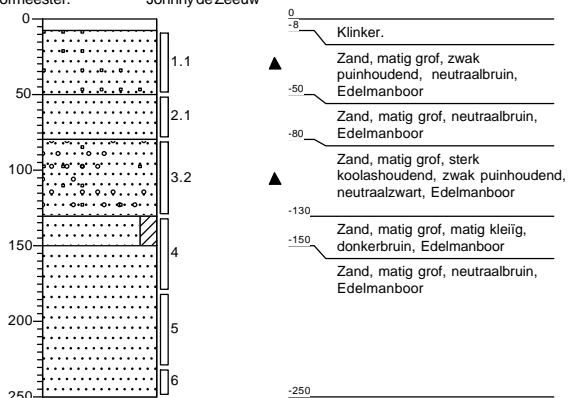 Johnny de Zeeuw
0
50
100
150
200
250
1.1
2.1
3.2
4
5
6
0
-8
Klinker.
Zand, matig grof, zwak
puinhoudend, neutraalbruin,
Edelmanboor
-50
Zand, matig grof, neutraalbruin,
Edelmanboor
-80
Zand, matig grof, sterk
koolashoudend, zwak puinhoudend,
neutraalzwart, Edelmanboor
-130
Zand, matig grof, matig kleiïg,
donkerbruin, Edelmanboor
-150
Zand, matig grof, neutraalbruin,
Edelmanboor
-250